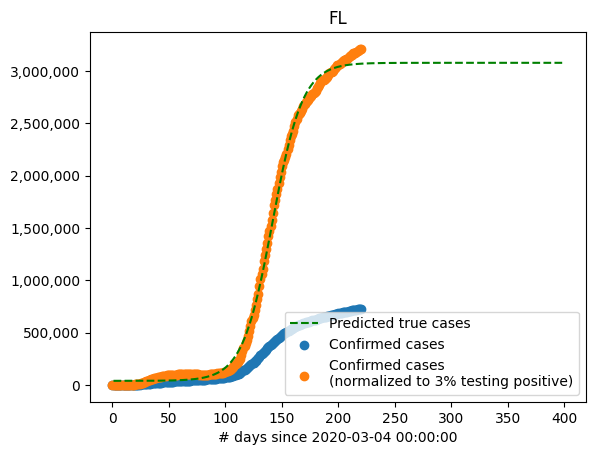 FL
3,000,000
2,500,000
2,000,000
1,500,000
1,000,000
500,000
0
Predicted true cases
Confirmed cases
Confirmed cases
(normalized to 3% testing positive)
0 50 100 150 200 250 300 350 400
# days since 2020-03-04 00:00:00